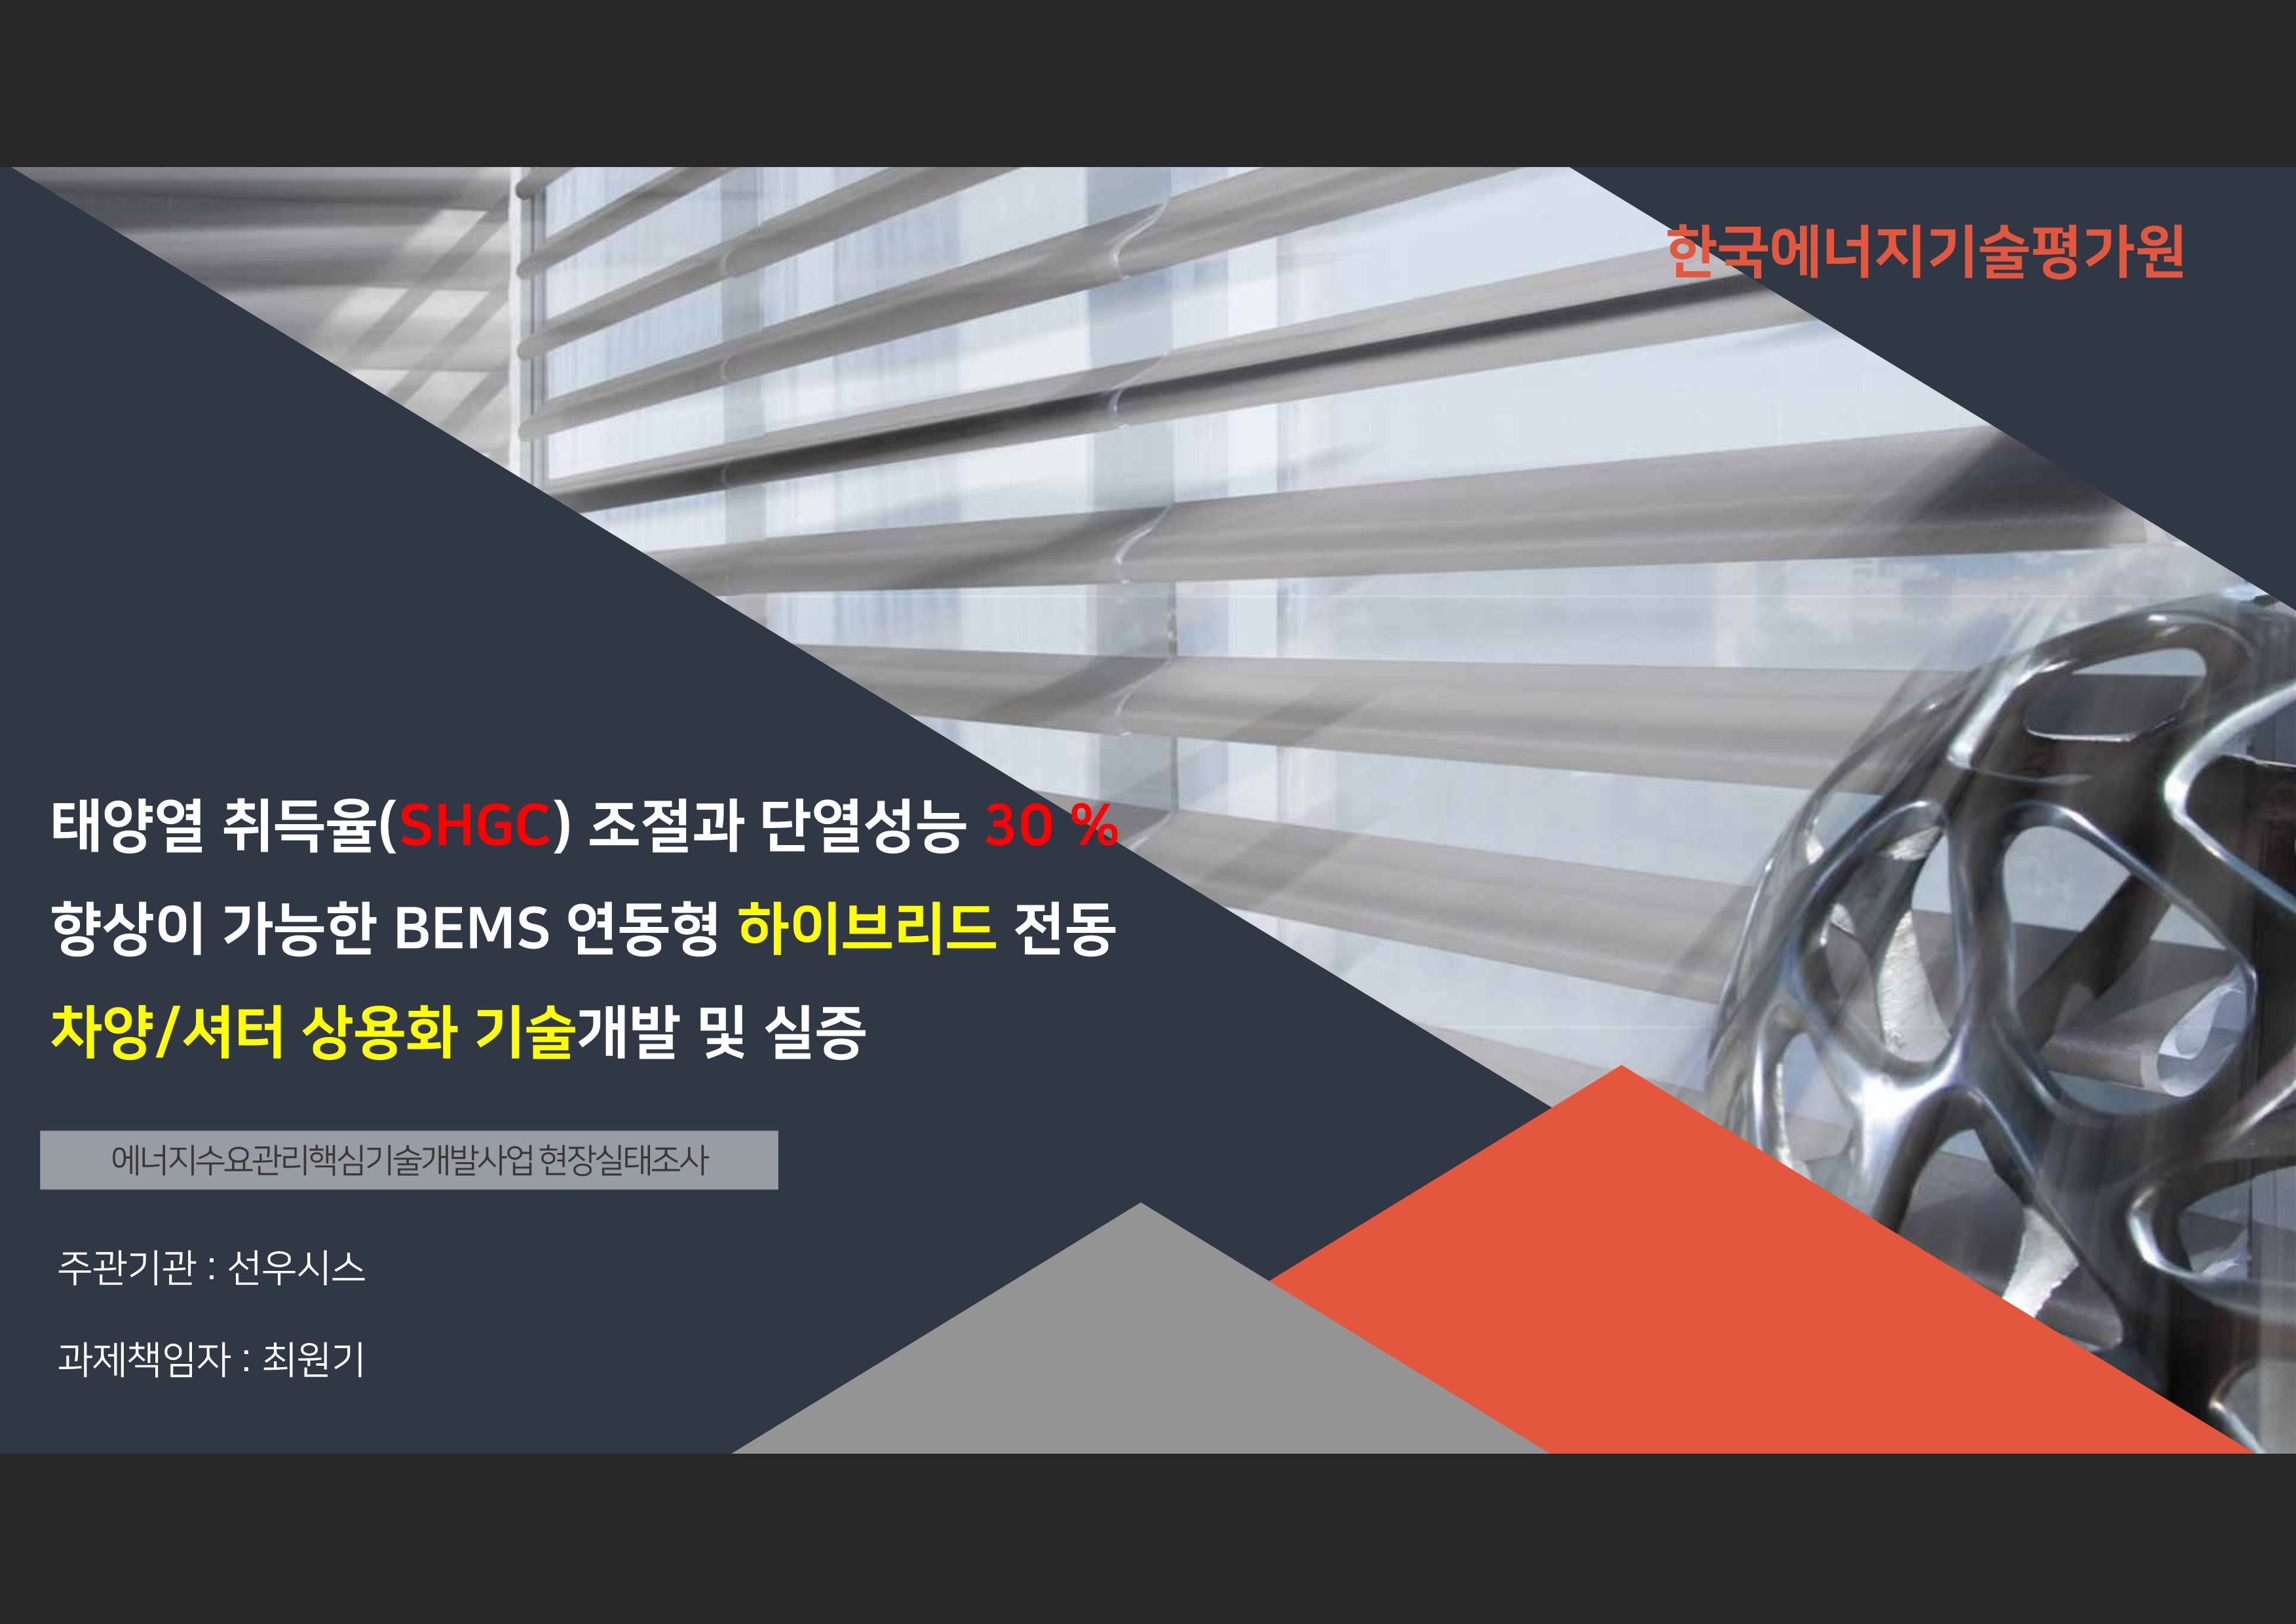 한국에너지기술평가원
태양열 취득율(SHGC) 조절과 단열성능 30 %
향상이 가능한 BEMS 연동형 하이브리드 전동
차양/셔터 상용화 기술개발 및 실증
에너지수요관리핵심기술개발사업 현장실태조사
주관기관 : 선우시스
과제책임자 : 최원기